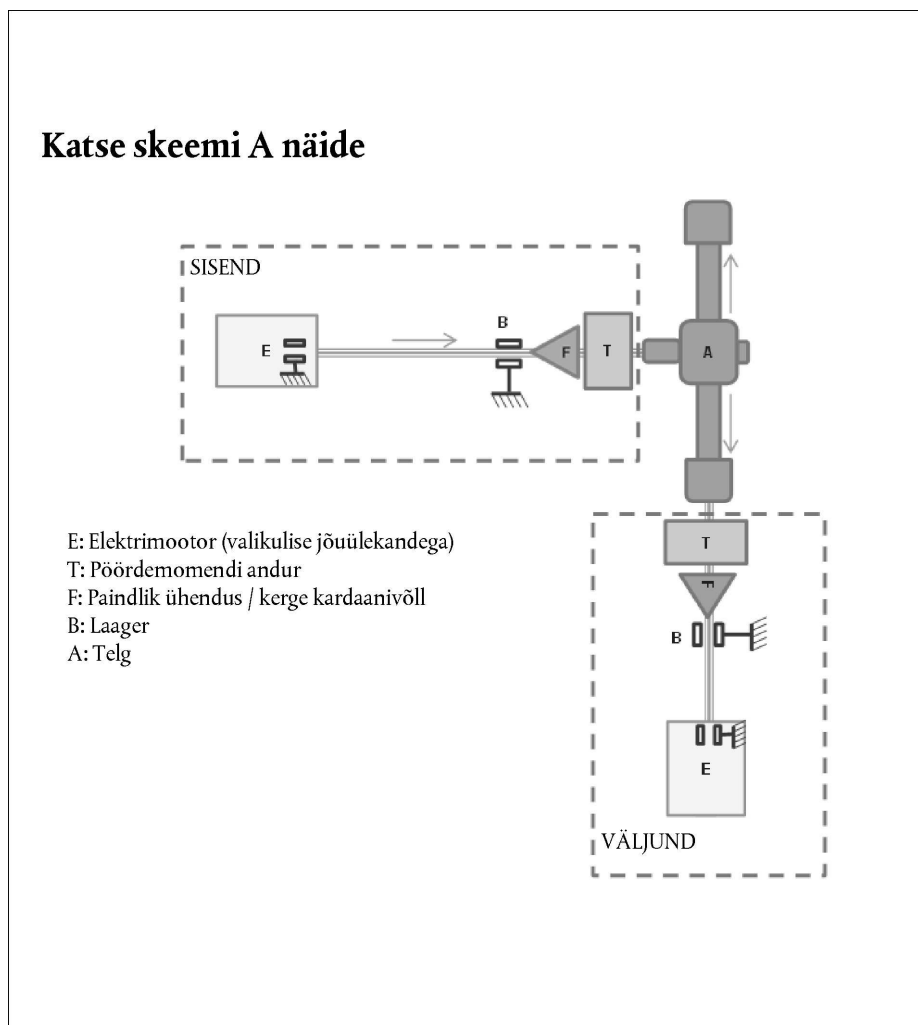 Katse skeemi A näide
SISEND
E
B
F
T
A
E: Elektrimootor (valikulise jõuülekandega)
T: Pöördemomendi andur
F: Paindlik ühendus / kerge kardaanivõll
B: Laager
A: Telg
T
F
B
E
VÄLJUND